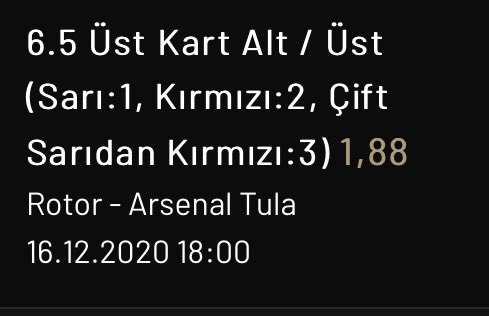 6.5 Üst Kart Alt / Üst
(Sarı:1, Kırmızı:2, Çift
Sarıdan Kırmızı:3) 1,88
Rotor - Arsenal Tula
16.12.2020 18:00